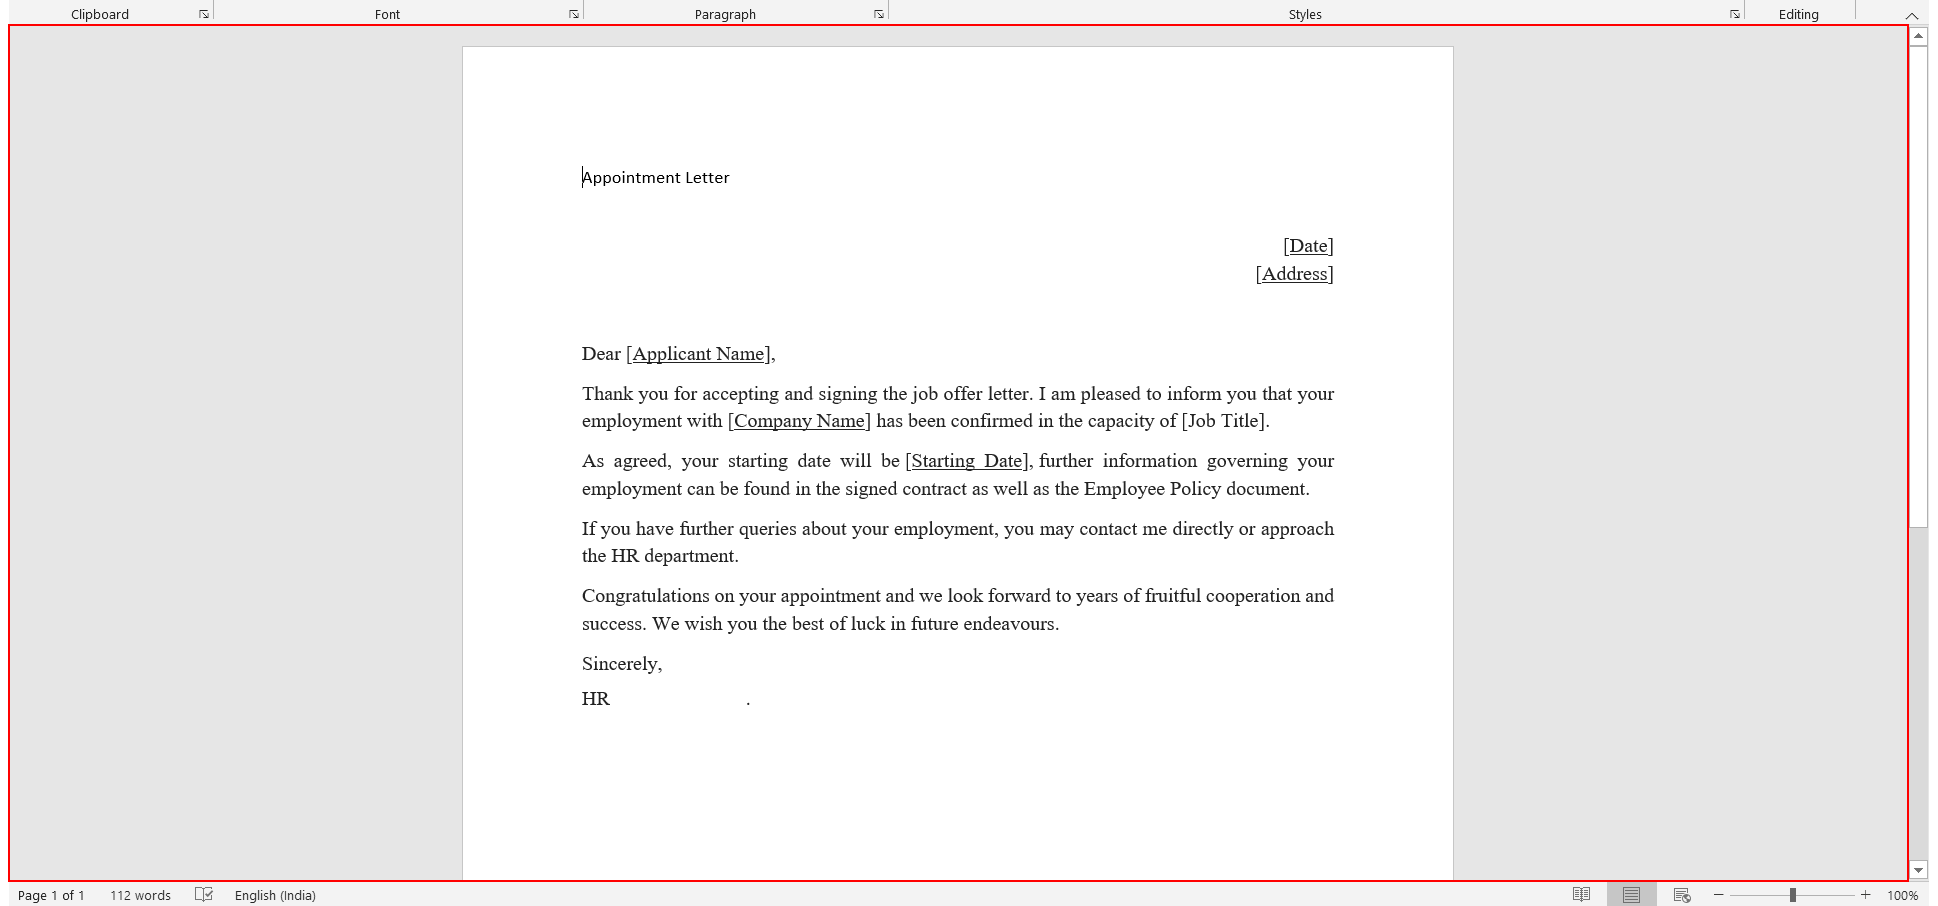 Clipboard Font Paragraph Styles Editing
Appointment Letter
[Date]
[Address]
Dear [Applicant Name],
Thank you for accepting and signing the job offer letter. I am pleased to inform you that your
employment with [Company Name] has been confirmed in the capacity of [Job Title].
As agreed, your starting date will be [Starting Date], further information governing your
employment can be found in the signed contract as well as the Employee Policy document.
If you have further queries about your employment, you may contact me directly or approach
the HR department.
Congratulations on your appointment and we look forward to years of fruitful cooperation and
success. We wish you the best of luck in future endeavours.
Sincerely,
HR .
Page 1 of 1 112 words English (India) 100%